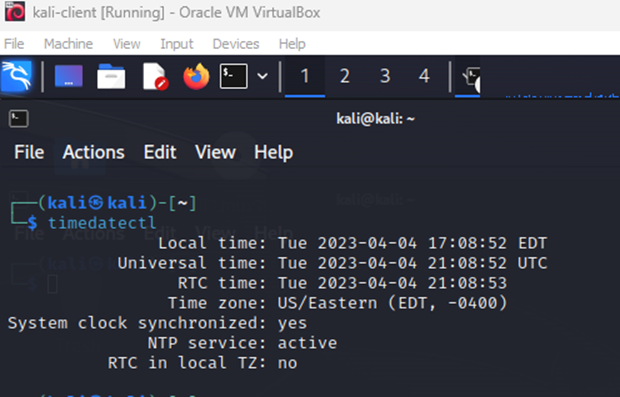 kali-client [Running] - Oracle VM VirtualBox
File Machine View Input Devices Help
1 2 3 4
kali@kali: ~
File Actions Edit View Help
┌──(kali㉿kali)-[~]
└─$ timedatectl
Local time: Tue 2023-04-04 17:08:52 EDT
Universal time: Tue 2023-04-04 21:08:52 UTC
RTC time: Tue 2023-04-04 21:08:53
Time zone: US/Eastern (EDT, -0400)
System clock synchronized: yes
NTP service: active
RTC in local TZ: no